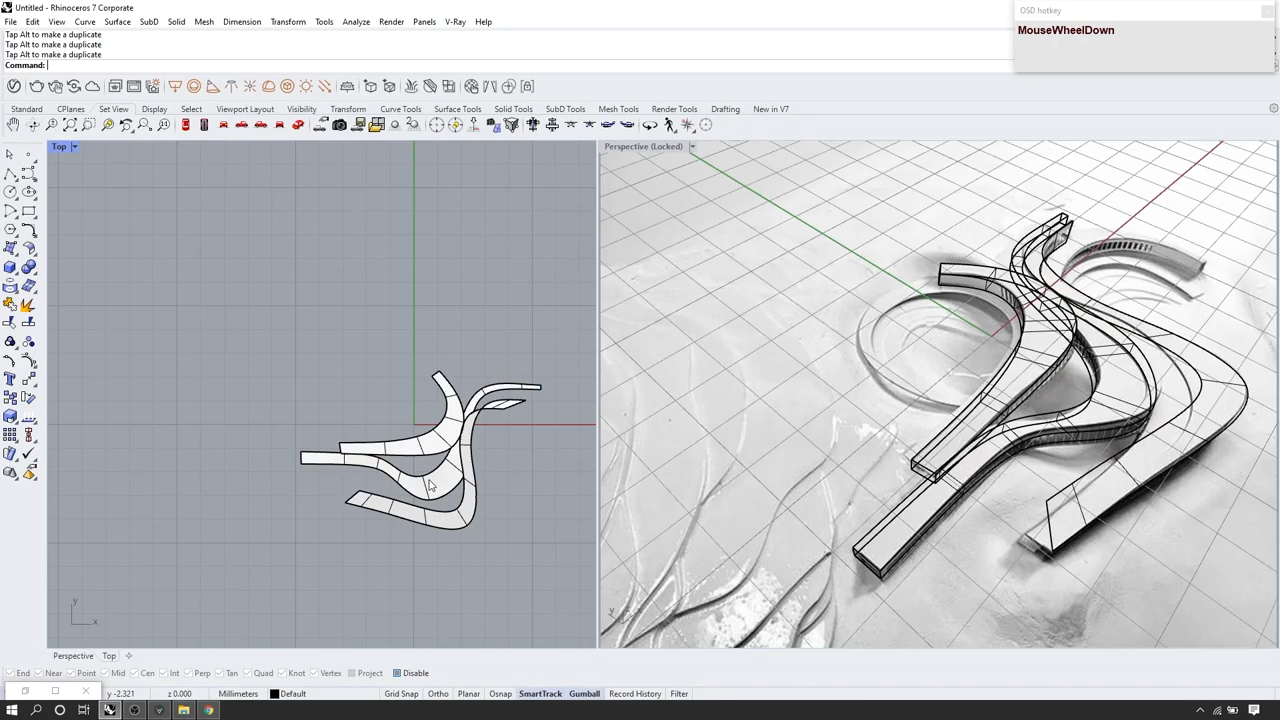 Untitled - Rhinoceros 7 Corporate
File Edit View Curve Surface SubD Solid Mesh Dimension Transform Tools Analyze Render Panels V-Ray Help
Tap Alt to make a duplicate
Tap Alt to make a duplicate
Tap Alt to make a duplicate
Command:
OSD hotkey
MouseWheelDown
Standard CPlanes Set View Display Select Viewport Layout Visibility Transform Curve Tools Surface Tools Solid Tools SubD Tools Mesh Tools Render Tools Drafting New in V7
Top
Perspective (Locked)
y
x
y
Perspective Top
End Near Point Mid Cen Int Perp Tan Quad Knot Vertex Project Disable
y -2.321 z 0.000 Millimeters Default Grid Snap Ortho Planar Osnap SmartTrack Gumball Record History Filter